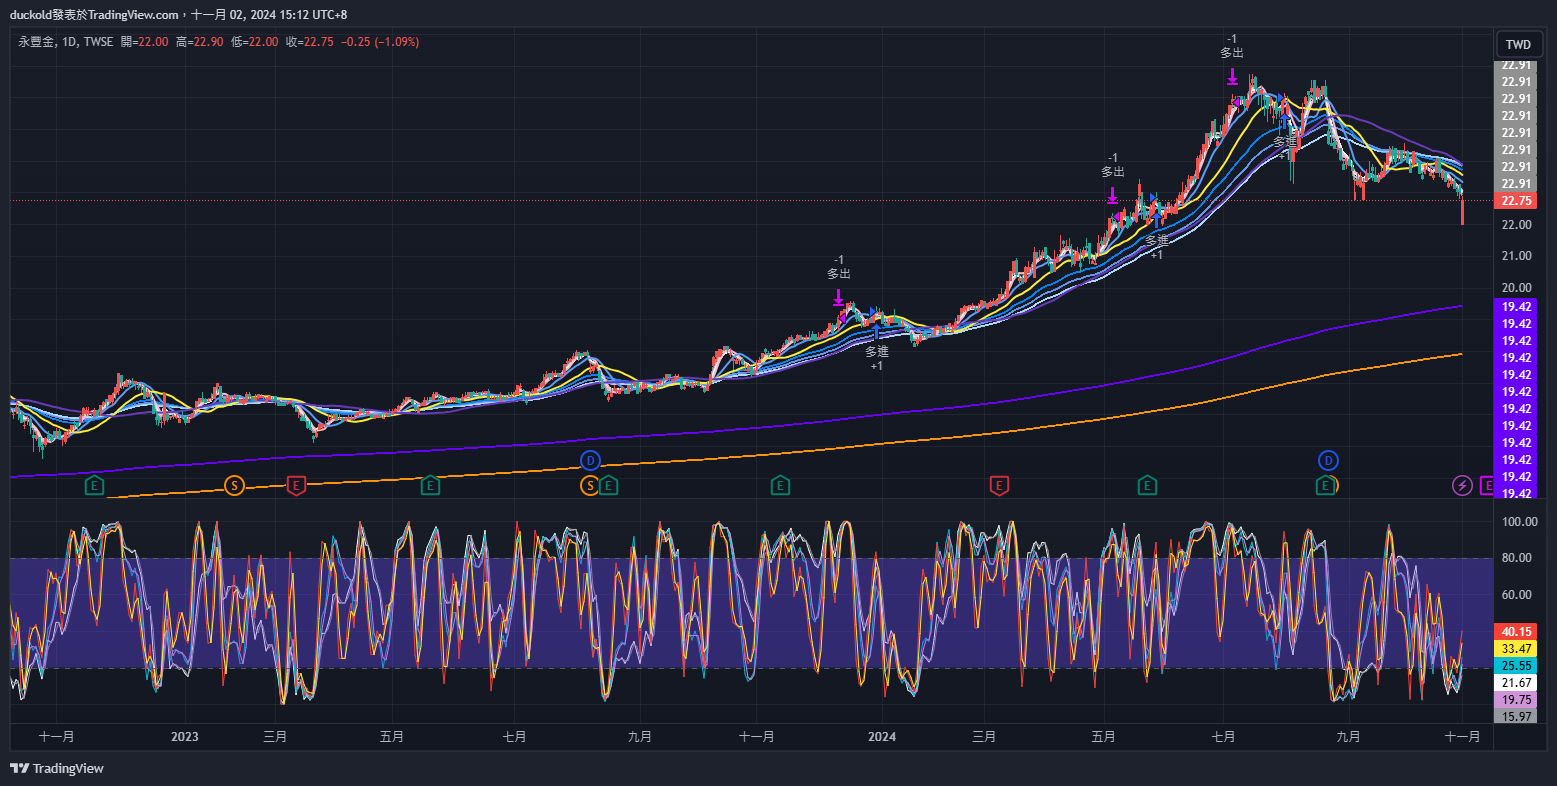 duckold發表於TradingView.com，十一月 02, 2024 15:12 UTC+8
永豐金, 1D, TWSE 開=22.00 高=22.90 低=22.00 收=22.75 −0.25 (−1.09%)
TWD
22.91
22.91
22.91
22.91
22.91
22.91
22.91
22.91
22.75
22.00
21.00
20.00
19.42
19.42
19.42
19.42
19.42
19.42
19.42
19.42
19.42
19.42
19.42
19.42
-1
多出
多進
+1
-1
多出
多進
+1
-1
多出
多進
+1
D
D
E
S
E
E
S
E
E
E
E
E
E
100.00
80.00
60.00
40.15
33.47
25.55
21.67
19.75
15.97
十一月
2023
三月
五月
七月
九月
十一月
2024
三月
五月
七月
九月
十一月
TradingView